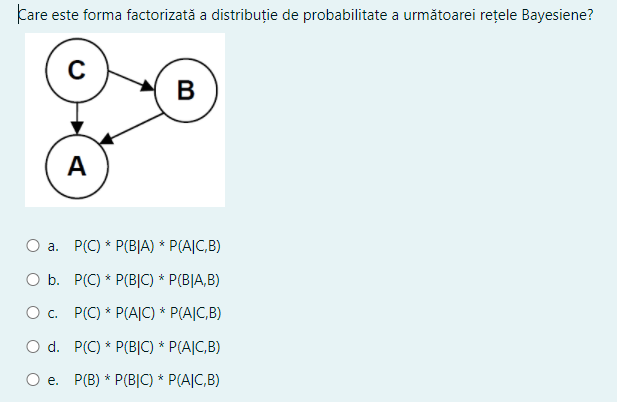 Care este forma factorizată a distribuție de probabilitate a următoarei rețele Bayesiene?
C
B
A
a. P(C) * P(B|A) * P(A|C,B)
b. P(C) * P(B|C) * P(B|A,B)
c. P(C) * P(A|C) * P(A|C,B)
d. P(C) * P(B|C) * P(A|C,B)
e. P(B) * P(B|C) * P(A|C,B)